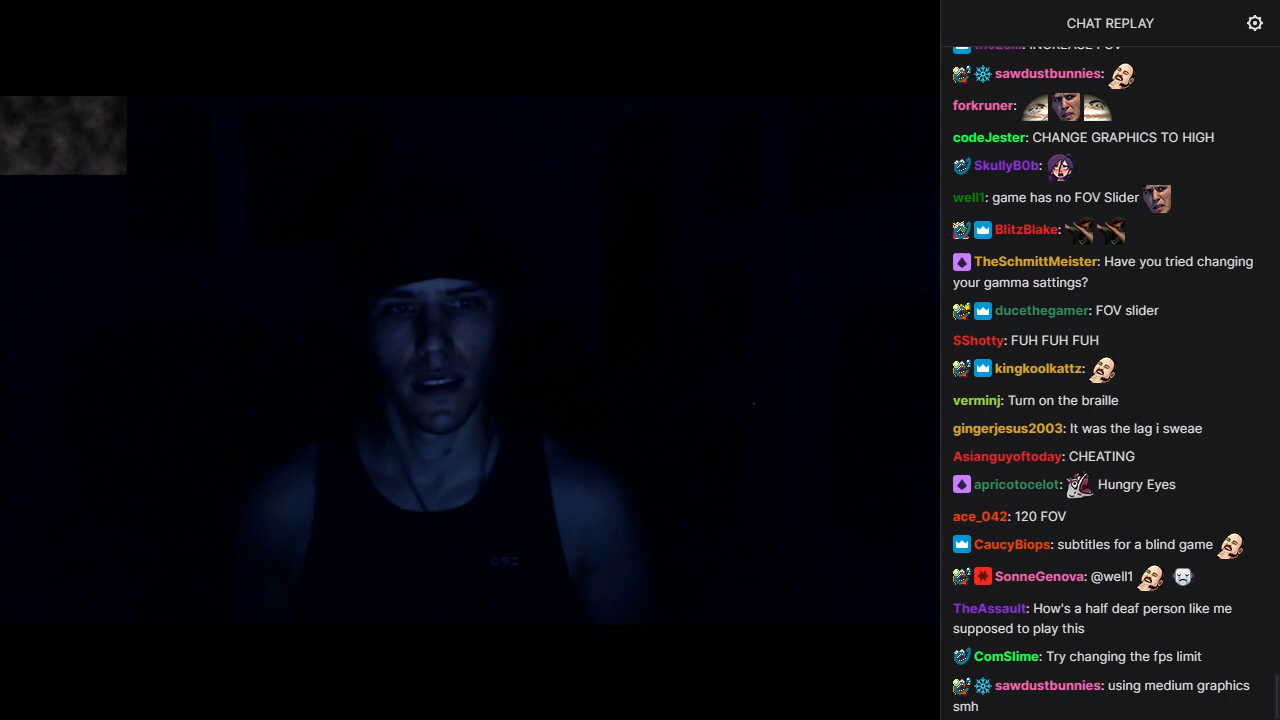 CHAT REPLAY
sawdustbunnies:
forkruner:
codeJester: CHANGE GRAPHICS TO HIGH
SkullyB0b:
well1: game has no FOV Slider
BlitzBlake:
TheSchmittMeister: Have you tried changing
your gamma sattings?
ducethegamer: FOV slider
SShotty: FUH FUH FUH
kingkoolkattz:
verminj: Turn on the braille
gingerjesus2003: It was the lag i sweae
Asianguyoftoday: CHEATING
apricotocelot: Hungry Eyes
ace_042: 120 FOV
CaucyBiops: subtitles for a blind game
SonneGenova: @well1
TheAssault: How's a half deaf person like me
supposed to play this
ComSlime: Try changing the fps limit
sawdustbunnies: using medium graphics
smh